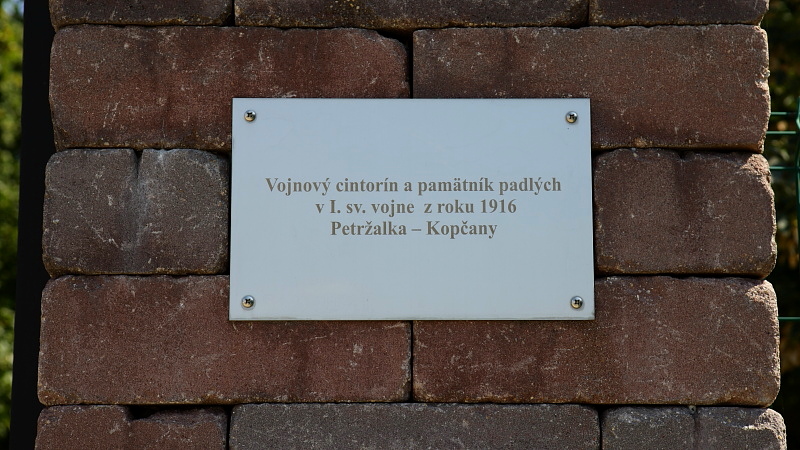 Vojnový cintorín a pamätník padlých
v I. sv. vojne z roku 1916
Petržalka – Kopčany